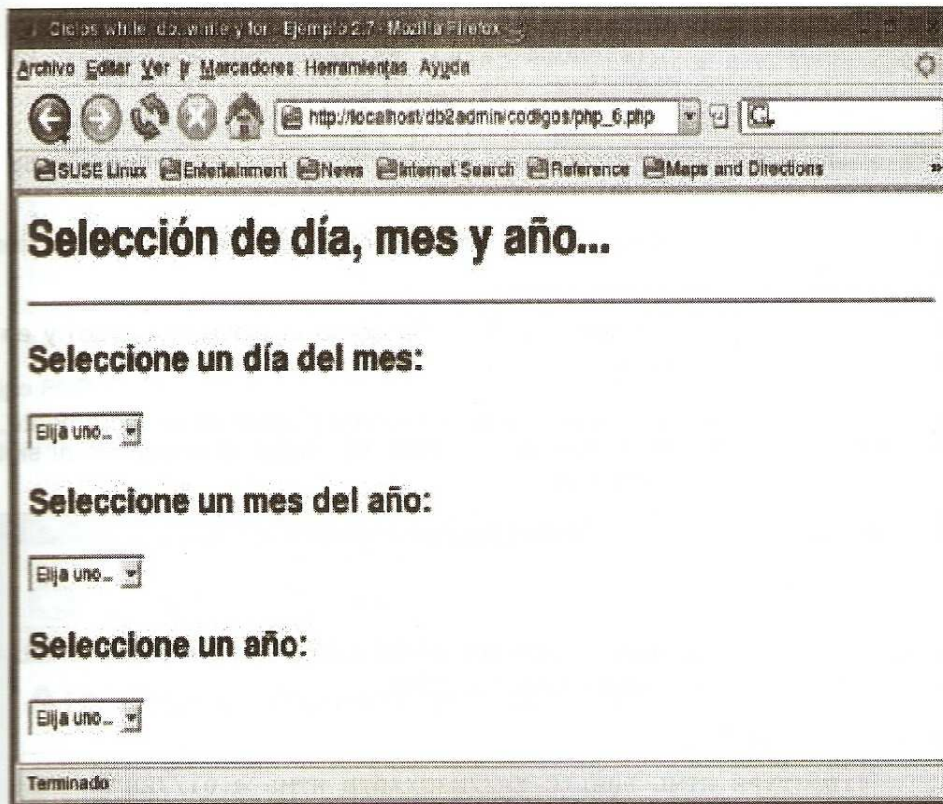 Ciclos while, do..while y for - Ejemplo 2.7 - Mozilla Firefox
Archivo Editar Ver Ir Marcadores Herramientas Ayuda
http://localhost/db2admin/codigos/php_6.php
G
SUSE Linux Entertainment News Internet Search Reference Maps and Directions »
Selección de día, mes y año...
Seleccione un día del mes:
Elija uno...
Seleccione un mes del año:
Elija uno...
Seleccione un año:
Elija uno...
Terminado